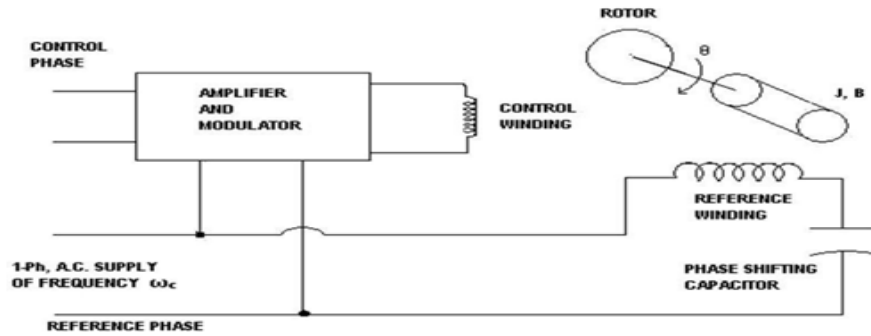 ROTOR
θ
CONTROL
PHASE
AMPLIFIER
AND
MODULATOR
CONTROL
WINDING
J, B
REFERENCE
WINDING
1-Ph, A.C. SUPPLY
OF FREQUENCY ωc
PHASE SHIFTING
CAPACITOR
REFERENCE PHASE